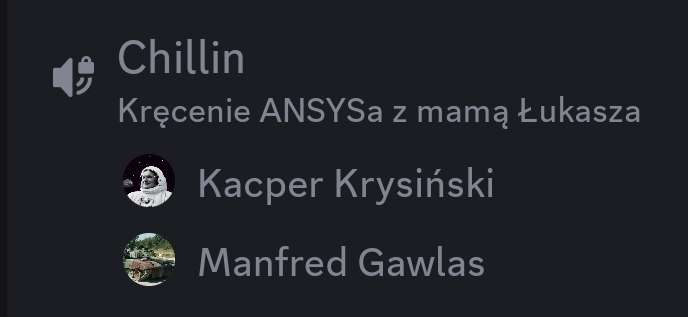 Chillin
Kręcenie ANSYSa z mamą Łukasza
Kacper Krysiński
Manfred Gawlas